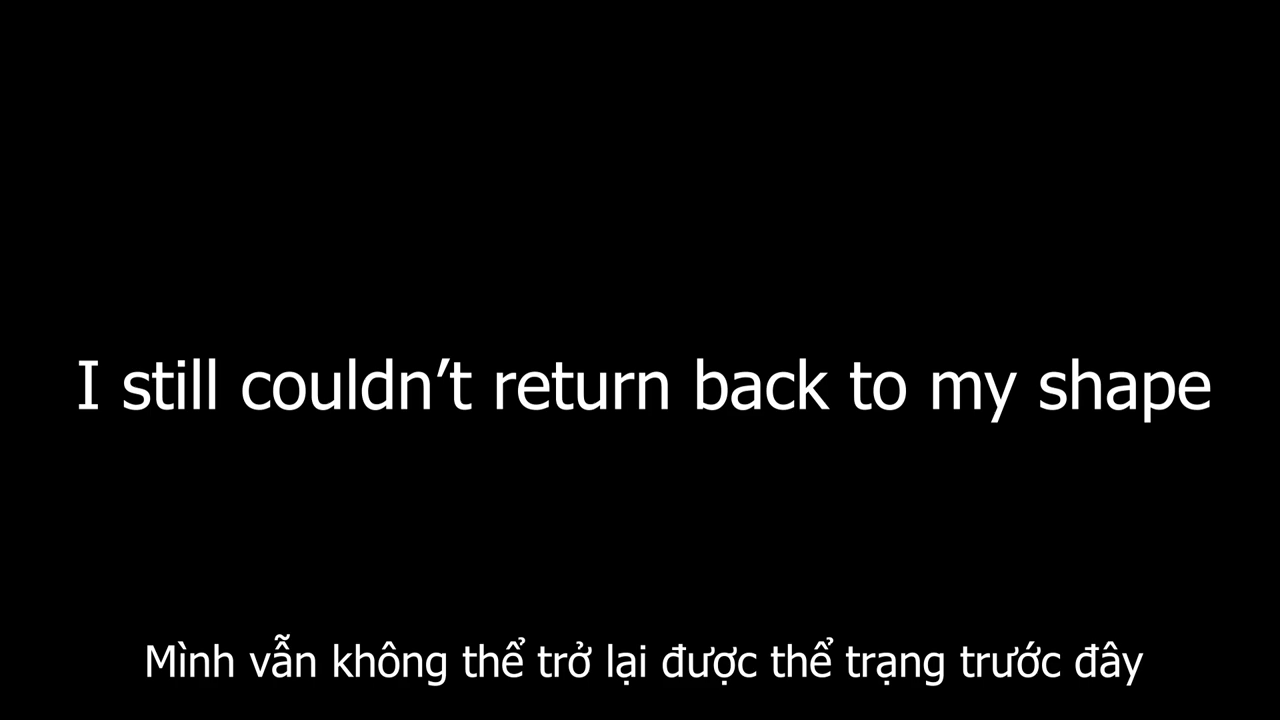 I still couldn’t return back to my shape
Mình vẫn không thể trở lại được thể trạng trước đây